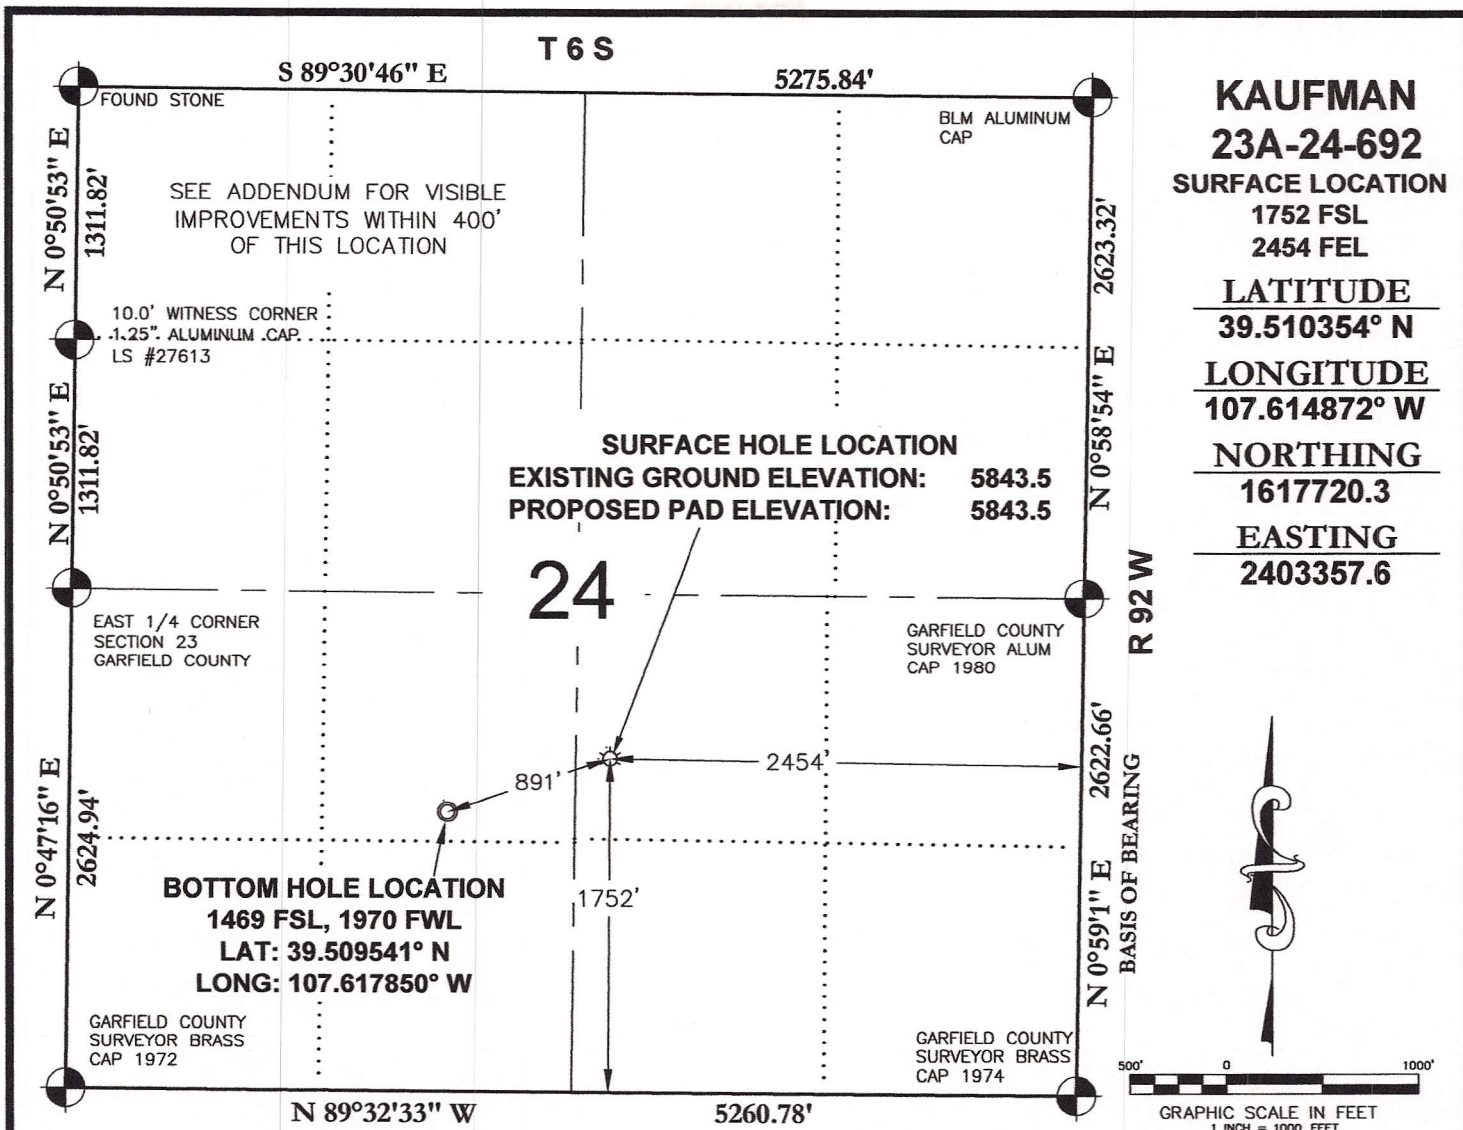 T 6 S
S 89°30'46" E
5275.84'
FOUND STONE
BLM ALUMINUM
CAP
N 0°50'53" E
1311.82'
SEE ADDENDUM FOR VISIBLE
IMPROVEMENTS WITHIN 400'
OF THIS LOCATION
2623.32'
N 0°58'54" E
10.0' WITNESS CORNER
1.25" ALUMINUM CAP
LS #27613
N 0°50'53" E
1311.82'
SURFACE HOLE LOCATION
EXISTING GROUND ELEVATION: 5843.5
PROPOSED PAD ELEVATION: 5843.5
24
R 92 W
EAST 1/4 CORNER
SECTION 23
GARFIELD COUNTY
GARFIELD COUNTY
SURVEYOR ALUM
CAP 1980
2454'
891'
1752'
N 0°47'16" E
2624.94'
2622.66'
N 0°59'1" E
BASIS OF BEARING
BOTTOM HOLE LOCATION
1469 FSL, 1970 FWL
LAT: 39.509541° N
LONG: 107.617850° W
GARFIELD COUNTY
SURVEYOR BRASS
CAP 1972
GARFIELD COUNTY
SURVEYOR BRASS
CAP 1974
N 89°32'33" W
5260.78'
KAUFMAN
23A-24-692
SURFACE LOCATION
1752 FSL
2454 FEL
LATITUDE
39.510354° N
LONGITUDE
107.614872° W
NORTHING
1617720.3
EASTING
2403357.6
500' 0 1000'
GRAPHIC SCALE IN FEET
1 INCH = 1000 FEET